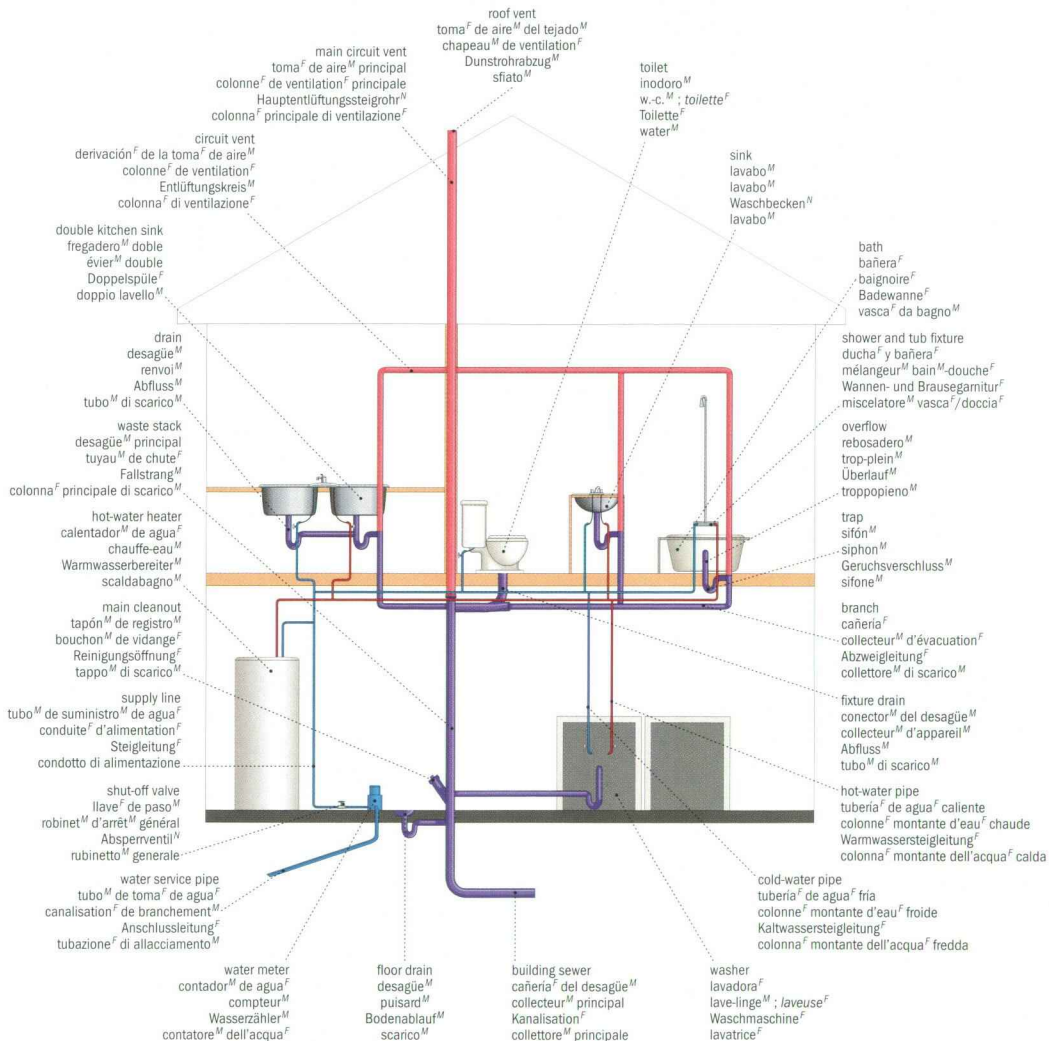 roof vent
toma^F de aire^M del tejado^M
chapeau^M de ventilation^F
Dunstrohrabzug^M
sfiato^M
main circuit vent
toma^F de aire^M principal
colonne^F de ventilation^F principale
Hauptentlüftungssteigrohr^N
colonna^F principale di ventilazione^F
toilet
inodoro^M
w.-c.^M ; toilette^F
Toilette^F
water^M
circuit vent
derivación^F de la toma^F de aire^M
colonne^F de ventilation^F
Entlüftungskreis^M
colonna^F di ventilazione^F
sink
lavabo^M
lavabo^M
Waschbecken^N
lavabo^M
double kitchen sink
fregadero^M doble
évier^M double
Doppelspüle^F
doppio lavello^M
bath
bañera^F
baignoire^F
Badewanne^F
vasca^F da bagno^M
drain
desagüe^M
renvoi^M
Abfluss^M
tubo^M di scarico^M
shower and tub fixture
ducha^F y bañera^F
mélangeur^M bain^M-douche^F
Wannen- und Brausegarnitur^F
miscelatore^M vasca^F/doccia^F
waste stack
desagüe^M principal
tuyau^M de chute^F
Fallstrang^M
colonna^F principale di scarico^M
overflow
rebosadero^M
trop-plein^M
Überlauf^M
troppopieno^M
hot-water heater
calentador^M de agua^F
chauffe-eau^M
Warmwasserbereiter^M
scaldabagno^M
trap
sifón^M
siphon^M
Geruchsverschluss^M
sifone^M
main cleanout
tapón^M de registro^M
bouchon^M de vidange^F
Reinigungsöffnung^F
tappo^M di scarico^M
branch
cañería^F
collecteur^M d'évacuation^F
Abzweigleitung^F
collettore^M di scarico^M
supply line
tubo^M de suministro^M de agua^F
conduite^F d'alimentation^F
Steigleitung^F
condotto di alimentazione
fixture drain
conector^M del desagüe^M
collecteur^M d'appareil^M
Abfluss^M
tubo^M di scarico^M
shut-off valve
llave^F de paso^M
robinet^M d'arrêt^M général
Absperrventil^N
rubinetto^M generale
hot-water pipe
tubería^F de agua^F caliente
colonne^F montante d'eau^F chaude
Warmwassersteigleitung^F
colonna^F montante dell'acqua^F calda
water service pipe
tubo^M de toma^F de agua^F
canalisation^F de branchement^M
Anschlussleitung^F
tubazione^F di allacciamento^M
cold-water pipe
tubería^F de agua^F fría
colonne^F montante d'eau^F froide
Kaltwassersteigleitung^F
colonna^F montante dell'acqua^F fredda
water meter
contador^M de agua^F
compteur^M
Wasserzähler^M
contatore^M dell'acqua^F
floor drain
desagüe^M
puisard^M
Bodenablauf^M
scarico^M
building sewer
cañería^F del desagüe^M
collecteur^M principal
Kanalisation^F
collettore^M principale
washer
lavadora^F
lave-linge^M ; laveuse^F
Waschmaschine^F
lavatrice^F